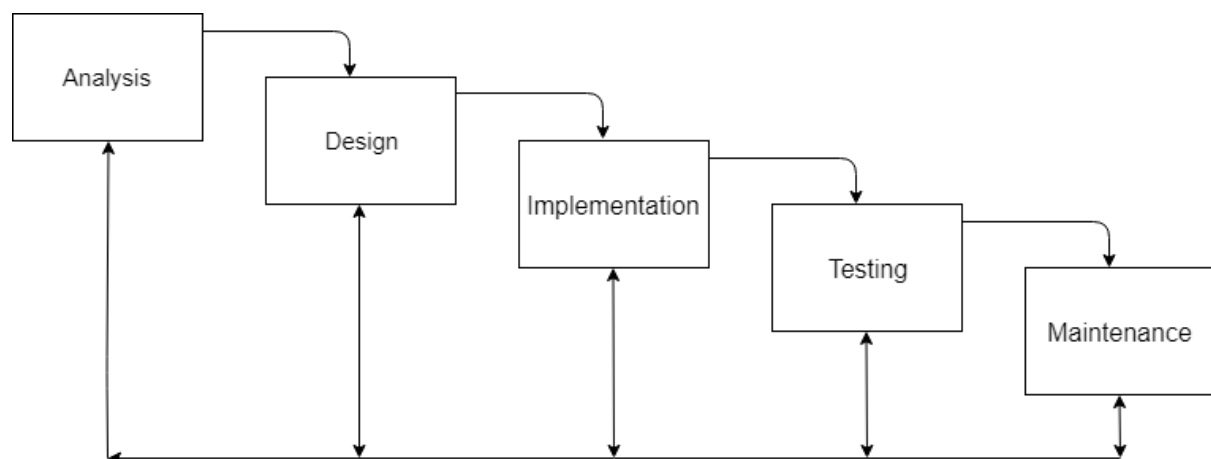 Analysis
Design
Implementation
Testing
Maintenance